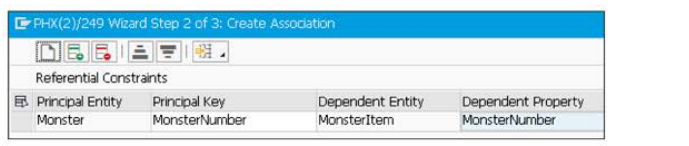 PHX(2)/249 Wizard Step 2 of 3: Create Association
Referential Constraints
Principal Entity Principal Key Dependent Entity Dependent Property
Monster MonsterNumber MonsterItem MonsterNumber